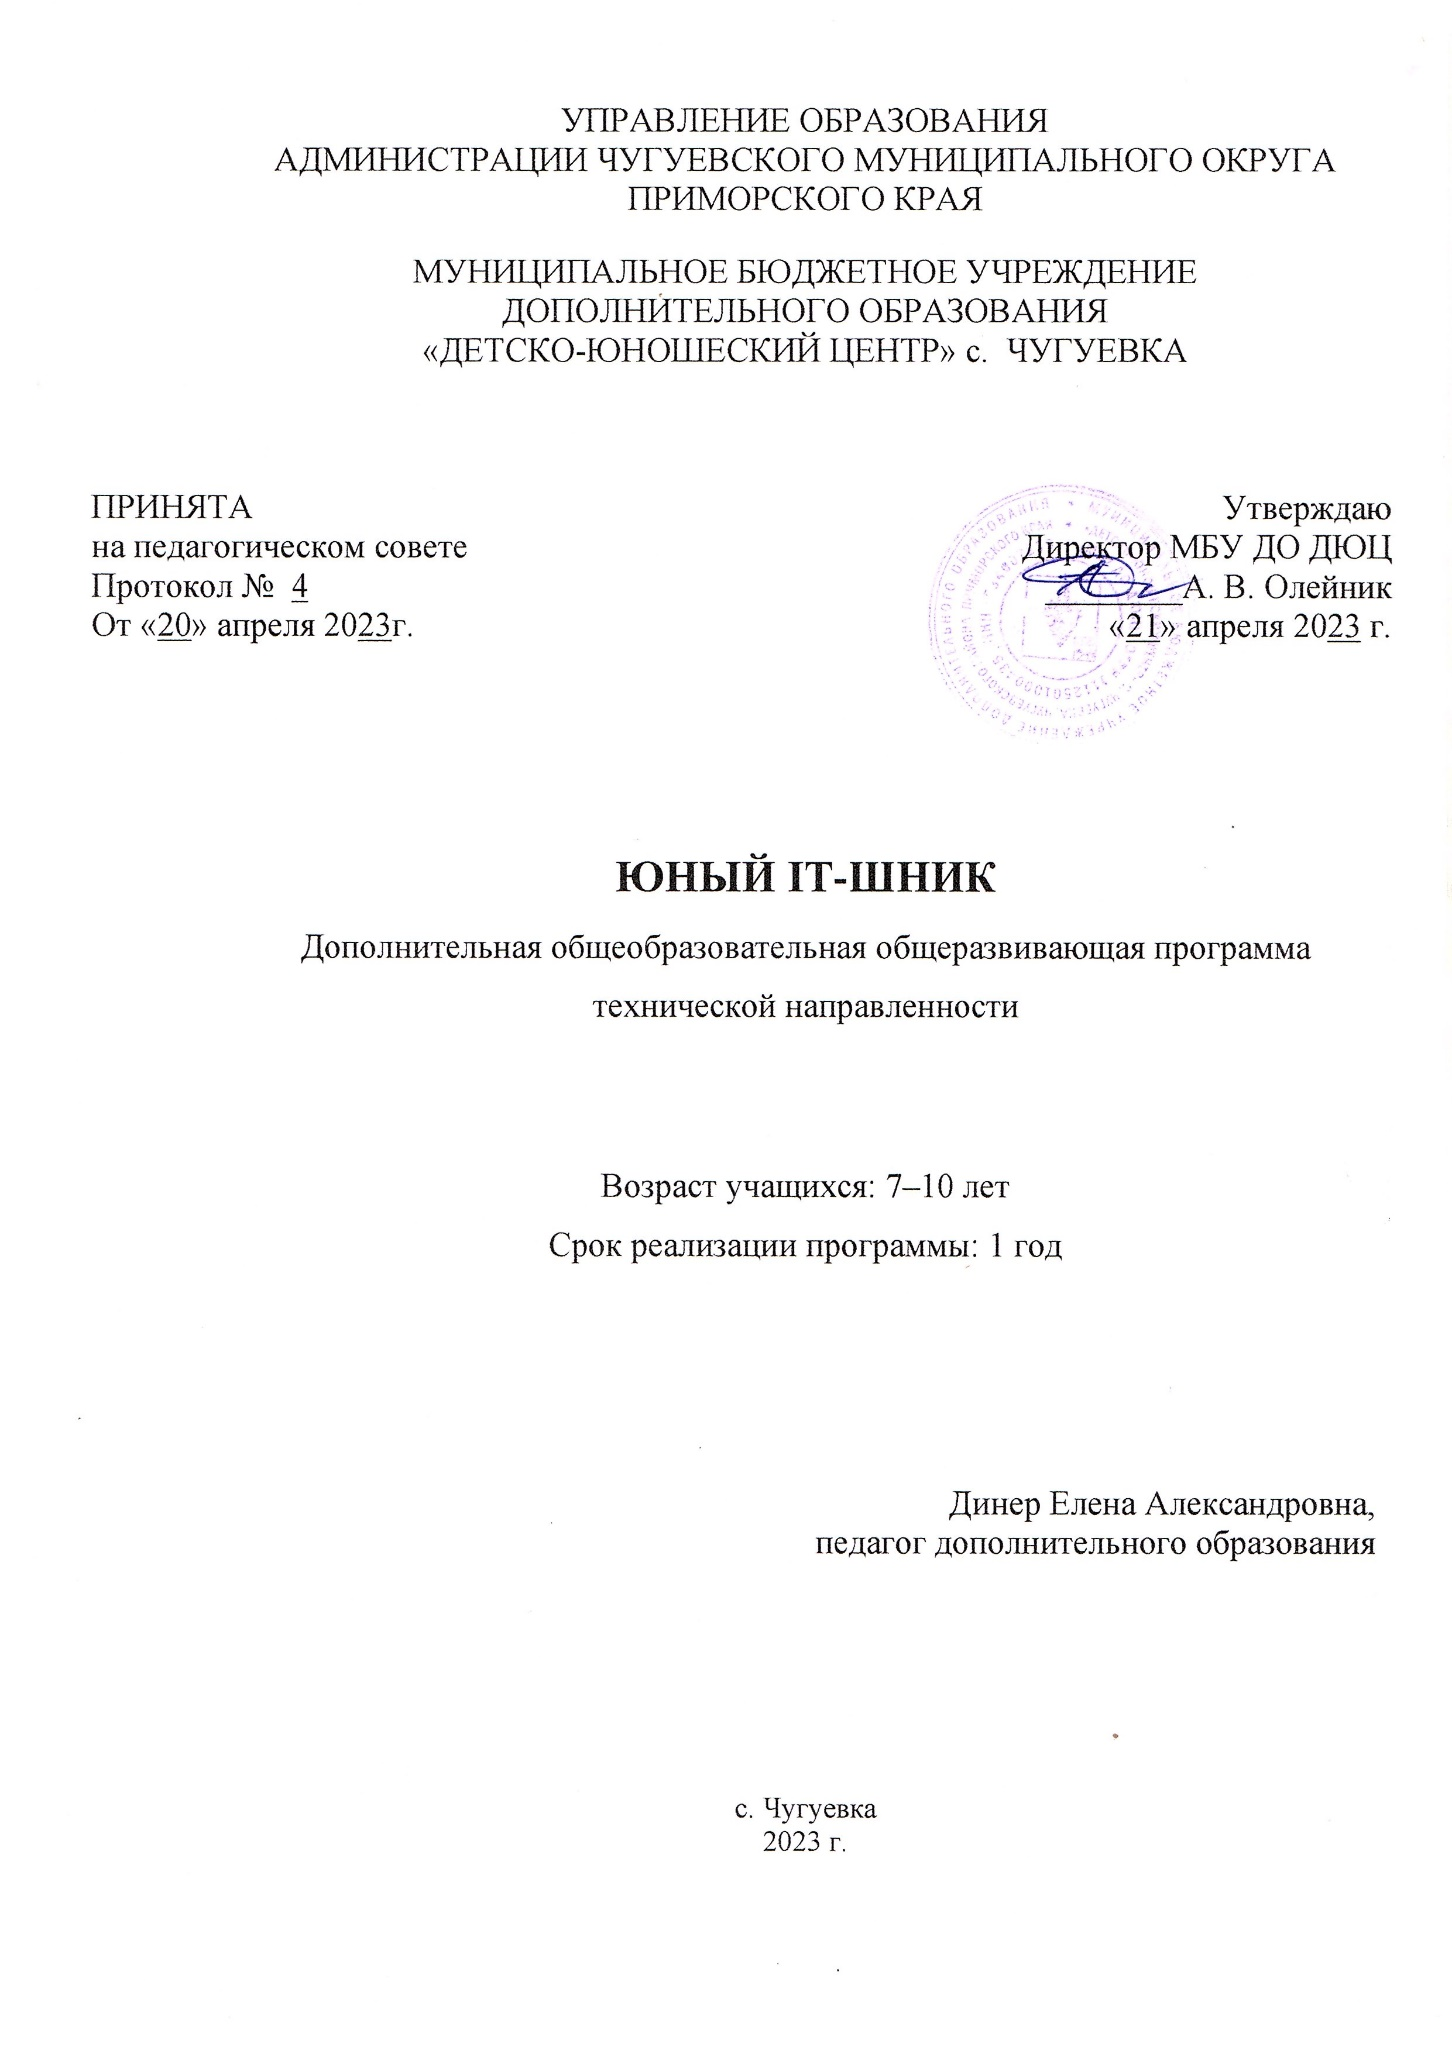 УПРАВЛЕНИЕ ОБРАЗОВАНИЯ
АДМИНИСТРАЦИИ ЧУГУЕВСКОГО МУНИЦИПАЛЬНОГО ОКРУГА
ПРИМОРСКОГО КРАЯ
МУНИЦИПАЛЬНОЕ БЮДЖЕТНОЕ УЧРЕЖДЕНИЕ
ДОПОЛНИТЕЛЬНОГО ОБРАЗОВАНИЯ
«ДЕТСКО-ЮНОШЕСКИЙ ЦЕНТР» с. ЧУГУЕВКА
ПРИНЯТА
на педагогическом совете
Протокол № 4
От «20» апреля 2023г.
Утверждаю
Директор МБУ ДО ДЮЦ
А. В. Олейник
«21» апреля 2023 г.
ЮНЫЙ IT-ШНИК
Дополнительная общеобразовательная общеразвивающая программа
технической направленности
Возраст учащихся: 7–10 лет
Срок реализации программы: 1 год
Динер Елена Александровна,
педагог дополнительного образования
с. Чугуевка
2023 г.